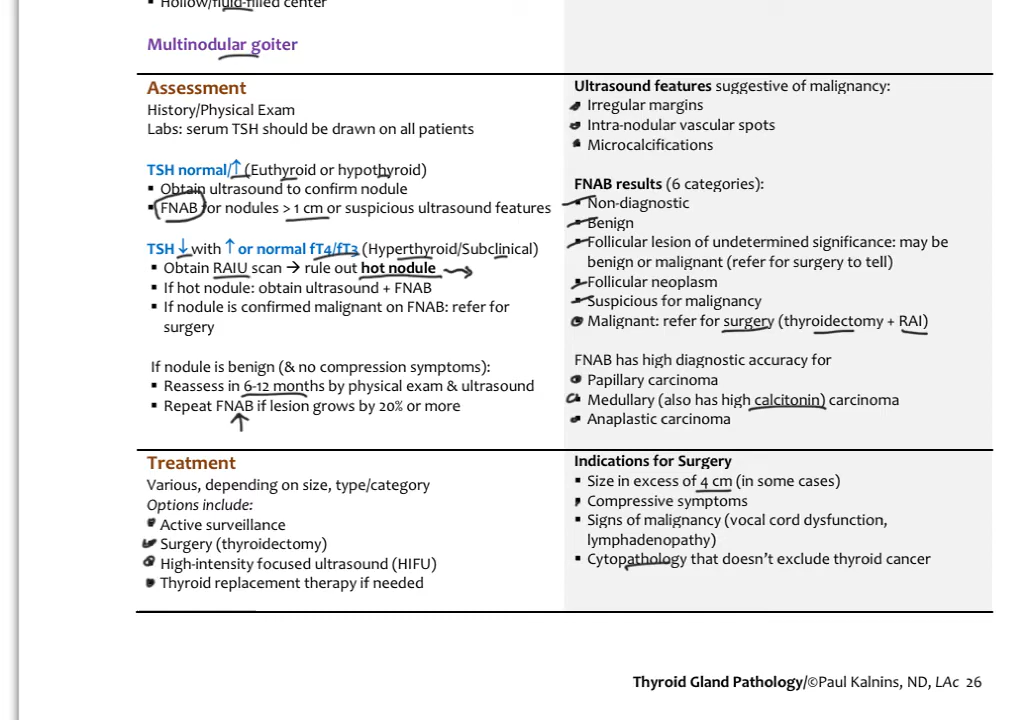 ▪ Hollow/fluid-filled center
Multinodular goiter
Assessment
History/Physical Exam
Labs: serum TSH should be drawn on all patients
TSH normal/↑ (Euthyroid or hypothyroid)
▪ Obtain ultrasound to confirm nodule
▪ FNAB for nodules > 1 cm or suspicious ultrasound features
TSH ↓ with ↑ or normal fT4/fT3 (Hyperthyroid/Subclinical)
▪ Obtain RAIU scan → rule out hot nodule
▪ If hot nodule: obtain ultrasound + FNAB
▪ If nodule is confirmed malignant on FNAB: refer for
surgery
If nodule is benign (& no compression symptoms):
▪ Reassess in 6-12 months by physical exam & ultrasound
▪ Repeat FNAB if lesion grows by 20% or more
Ultrasound features suggestive of malignancy:
▪ Irregular margins
▪ Intra-nodular vascular spots
▪ Microcalcifications
FNAB results (6 categories):
▪ Non-diagnostic
▪ Benign
▪ Follicular lesion of undetermined significance: may be
benign or malignant (refer for surgery to tell)
▪ Follicular neoplasm
▪ Suspicious for malignancy
▪ Malignant: refer for surgery (thyroidectomy + RAI)
FNAB has high diagnostic accuracy for
▪ Papillary carcinoma
▪ Medullary (also has high calcitonin) carcinoma
▪ Anaplastic carcinoma
Treatment
Various, depending on size, type/category
Options include:
▪ Active surveillance
▪ Surgery (thyroidectomy)
▪ High-intensity focused ultrasound (HIFU)
▪ Thyroid replacement therapy if needed
Indications for Surgery
▪ Size in excess of 4 cm (in some cases)
▪ Compressive symptoms
▪ Signs of malignancy (vocal cord dysfunction,
lymphadenopathy)
▪ Cytopathology that doesn't exclude thyroid cancer
Thyroid Gland Pathology/©Paul Kalnins, ND, LAc 26